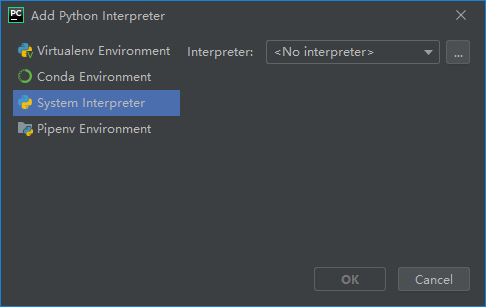 PC
Add Python Interpreter
Virtualenv Environment
Interpreter: <No interpreter> ...
Conda Environment
System Interpreter
Pipenv Environment
OK Cancel